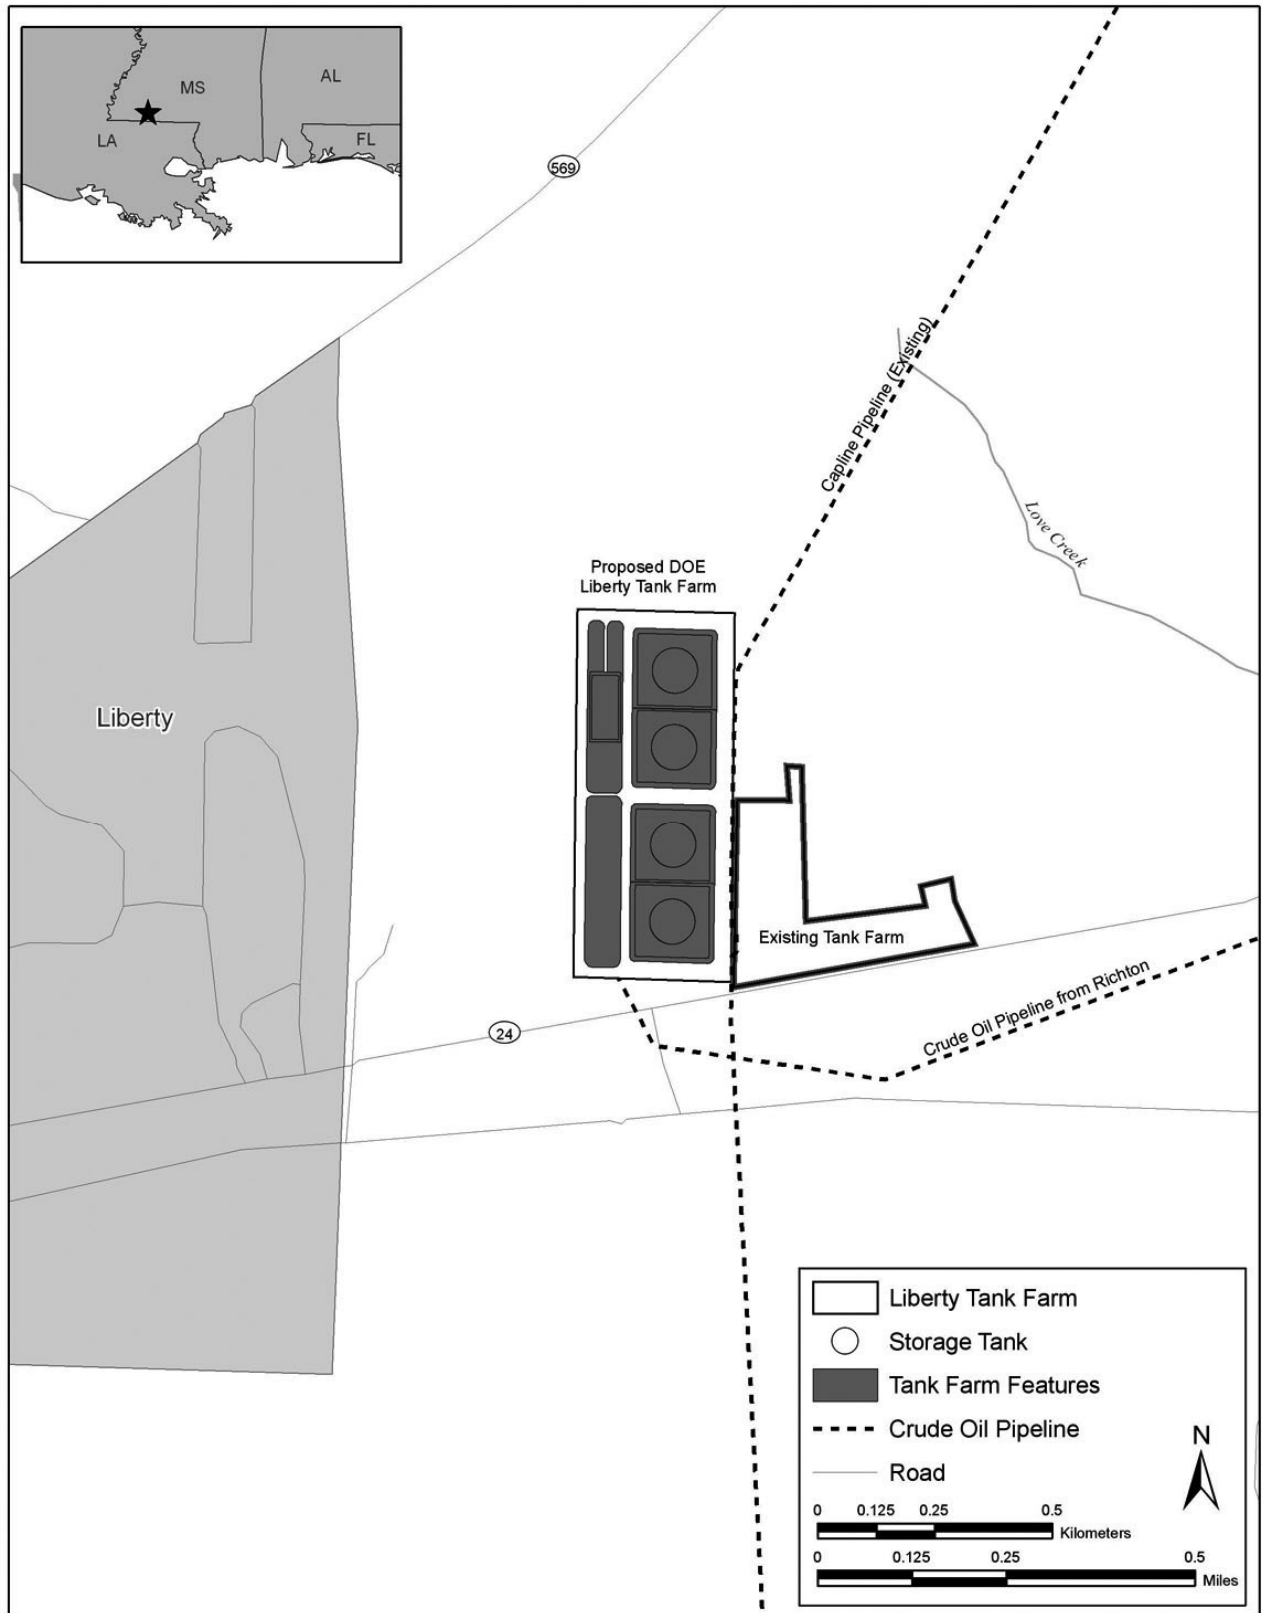 MS
AL
LA
FL
569
Capline Pipeline (Existing)
Love Creek
Proposed DOE
Liberty Tank Farm
Liberty
Existing Tank Farm
24
Crude Oil Pipeline from Richton
Liberty Tank Farm
Storage Tank
Tank Farm Features
Crude Oil Pipeline
Road
N
0 0.125 0.25 0.5
Kilometers
0 0.125 0.25 0.5
Miles